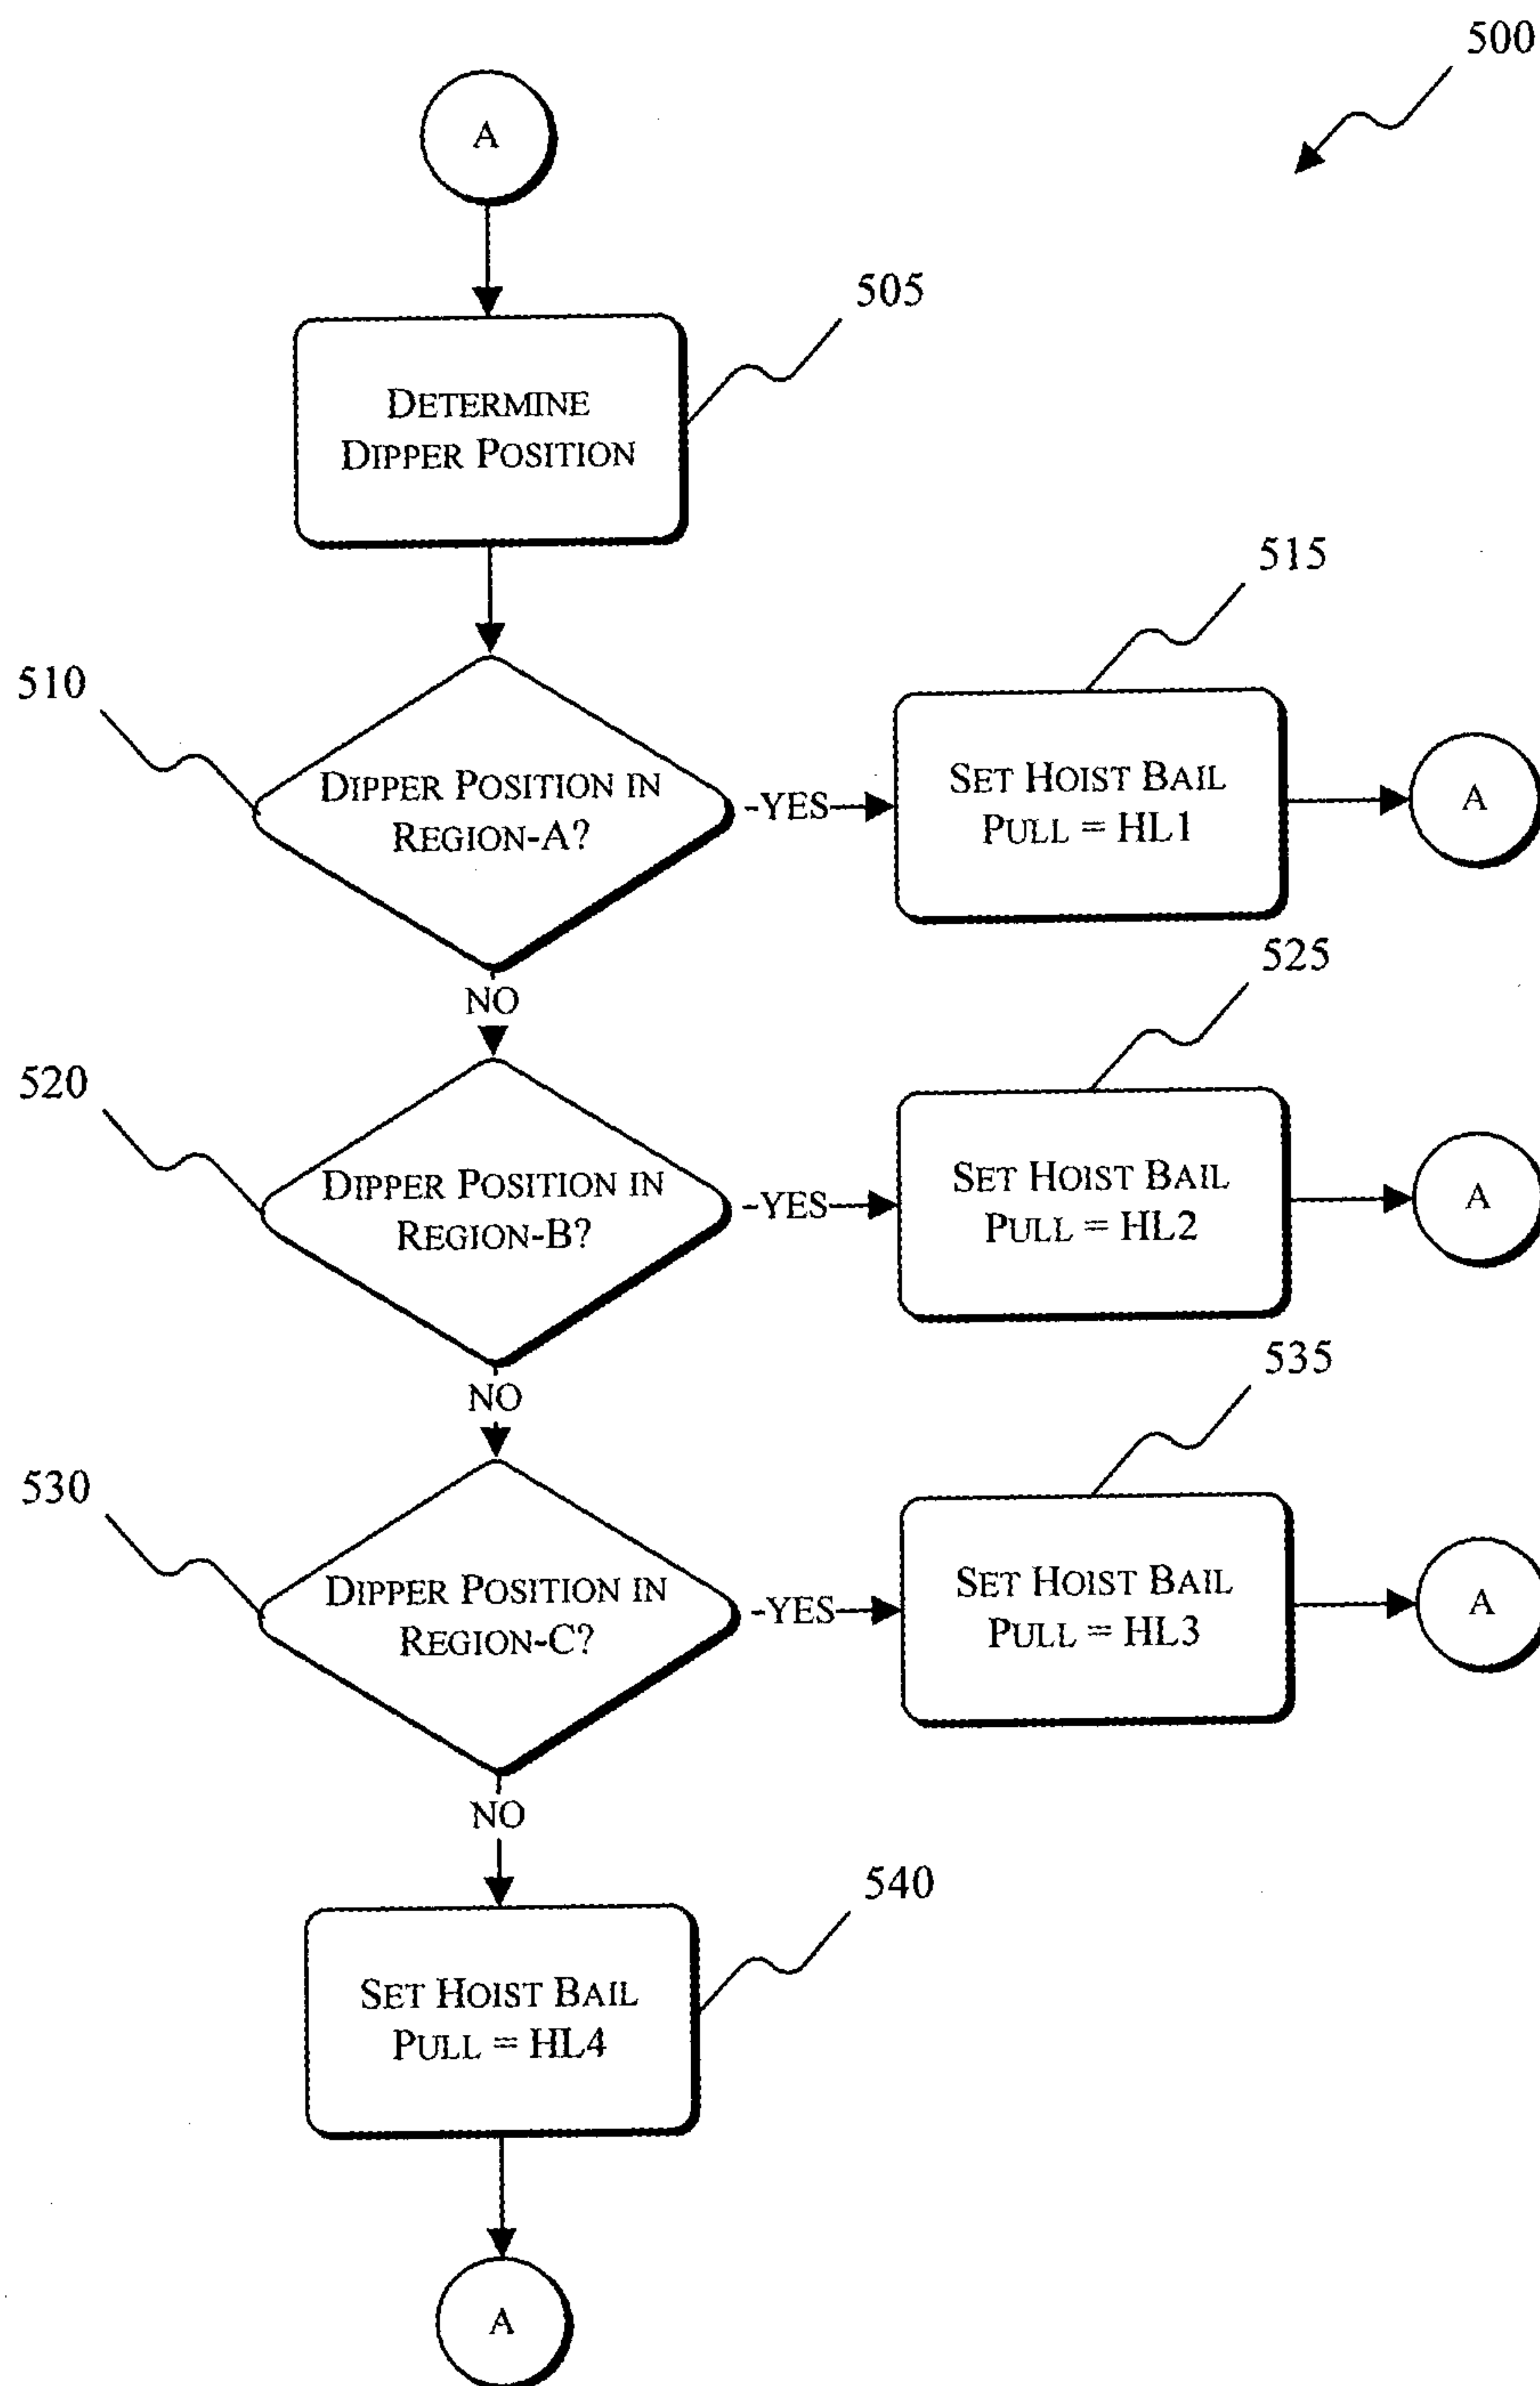 500
A
505
DETERMINE
DIPPER POSITION
515
510
DIPPER POSITION IN
REGION-A?
YES
SET HOIST BAIL
PULL = HL1
A
NO
525
520
DIPPER POSITION IN
REGION-B?
YES
SET HOIST BAIL
PULL = HL2
A
NO
535
530
DIPPER POSITION IN
REGION-C?
YES
SET HOIST BAIL
PULL = HL3
A
NO
540
SET HOIST BAIL
PULL = HL4
A